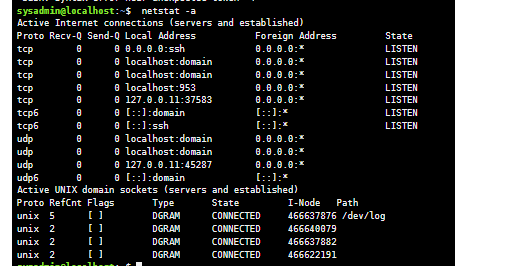 sysadmin@localhost:~$  netstat -a
Active Internet connections (servers and established)
Proto Recv-Q Send-Q Local Address           Foreign Address         State
tcp        0      0 0.0.0.0:ssh             0.0.0.0:*               LISTEN
tcp        0      0 localhost:domain        0.0.0.0:*               LISTEN
tcp        0      0 localhost:domain        0.0.0.0:*               LISTEN
tcp        0      0 localhost:953           0.0.0.0:*               LISTEN
tcp        0      0 127.0.0.11:37583        0.0.0.0:*               LISTEN
tcp6       0      0 [::]:domain             [::]:*                  LISTEN
tcp6       0      0 [::]:ssh                [::]:*                  LISTEN
udp        0      0 localhost:domain        0.0.0.0:*
udp        0      0 localhost:domain        0.0.0.0:*
udp        0      0 127.0.0.11:45287        0.0.0.0:*
udp6       0      0 [::]:domain             [::]:*
Active UNIX domain sockets (servers and established)
Proto RefCnt Flags       Type       State         I-Node   Path
unix  5      [ ]         DGRAM      CONNECTED     466637876 /dev/log
unix  2      [ ]         DGRAM      CONNECTED     466640079
unix  2      [ ]         DGRAM      CONNECTED     466637882
unix  2      [ ]         DGRAM      CONNECTED     466622191
sysadmin@localhost:~$